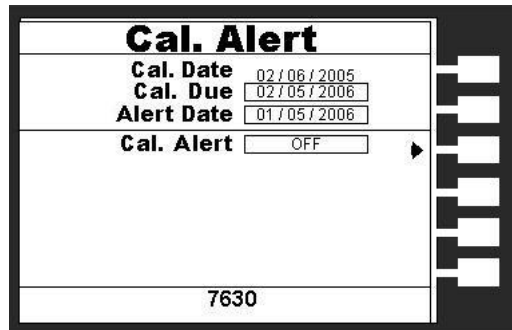 Cal. Alert
Cal. Date 02/06/2005
Cal. Due 02/05/2006
Alert Date 01/05/2006
Cal. Alert OFF
7630